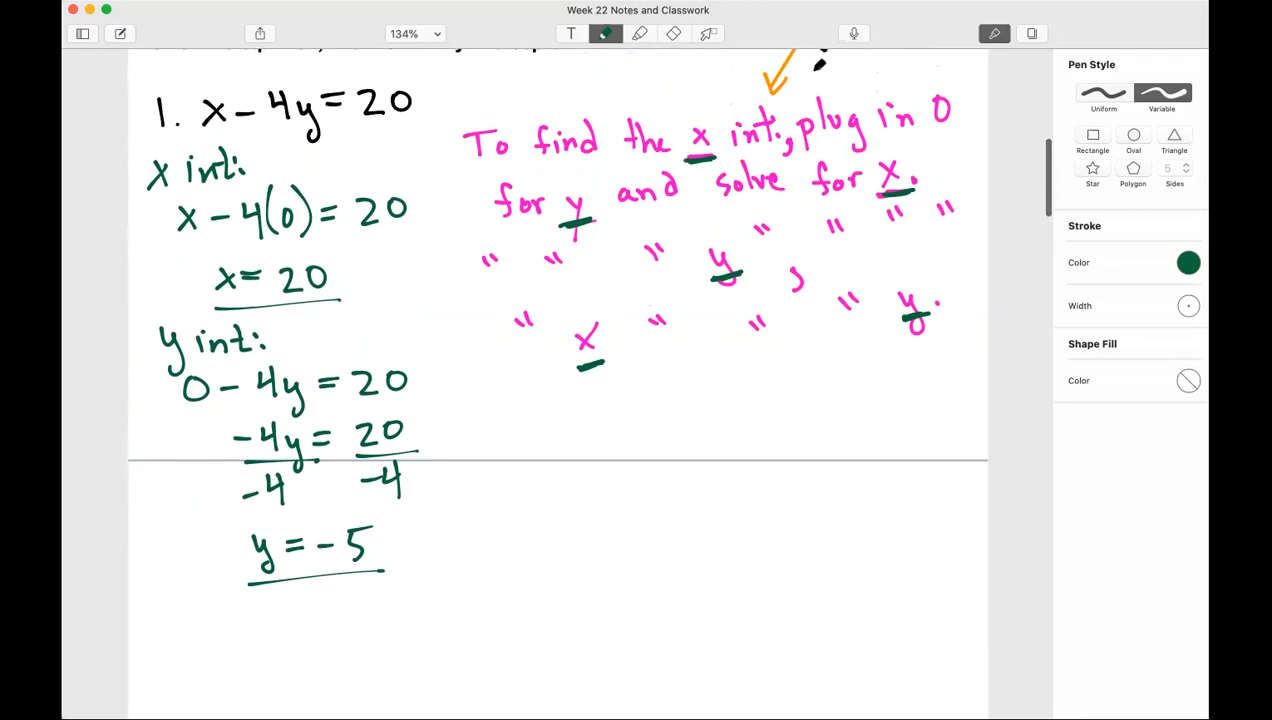 Week 22 Notes and Classwork
134%
T
1. x - 4y = 20
x int:
x - 4(0) = 20
x = 20
y int:
0 - 4y = 20
-4y = 20
-4 -4
y = -5
To find the x int., plug in 0
for y and solve for x.
" " " y , " " " "
" x " " " y.
Pen Style
Uniform Variable
Rectangle Oval Triangle
5
Star Polygon Sides
Stroke
Color
Width
Shape Fill
Color